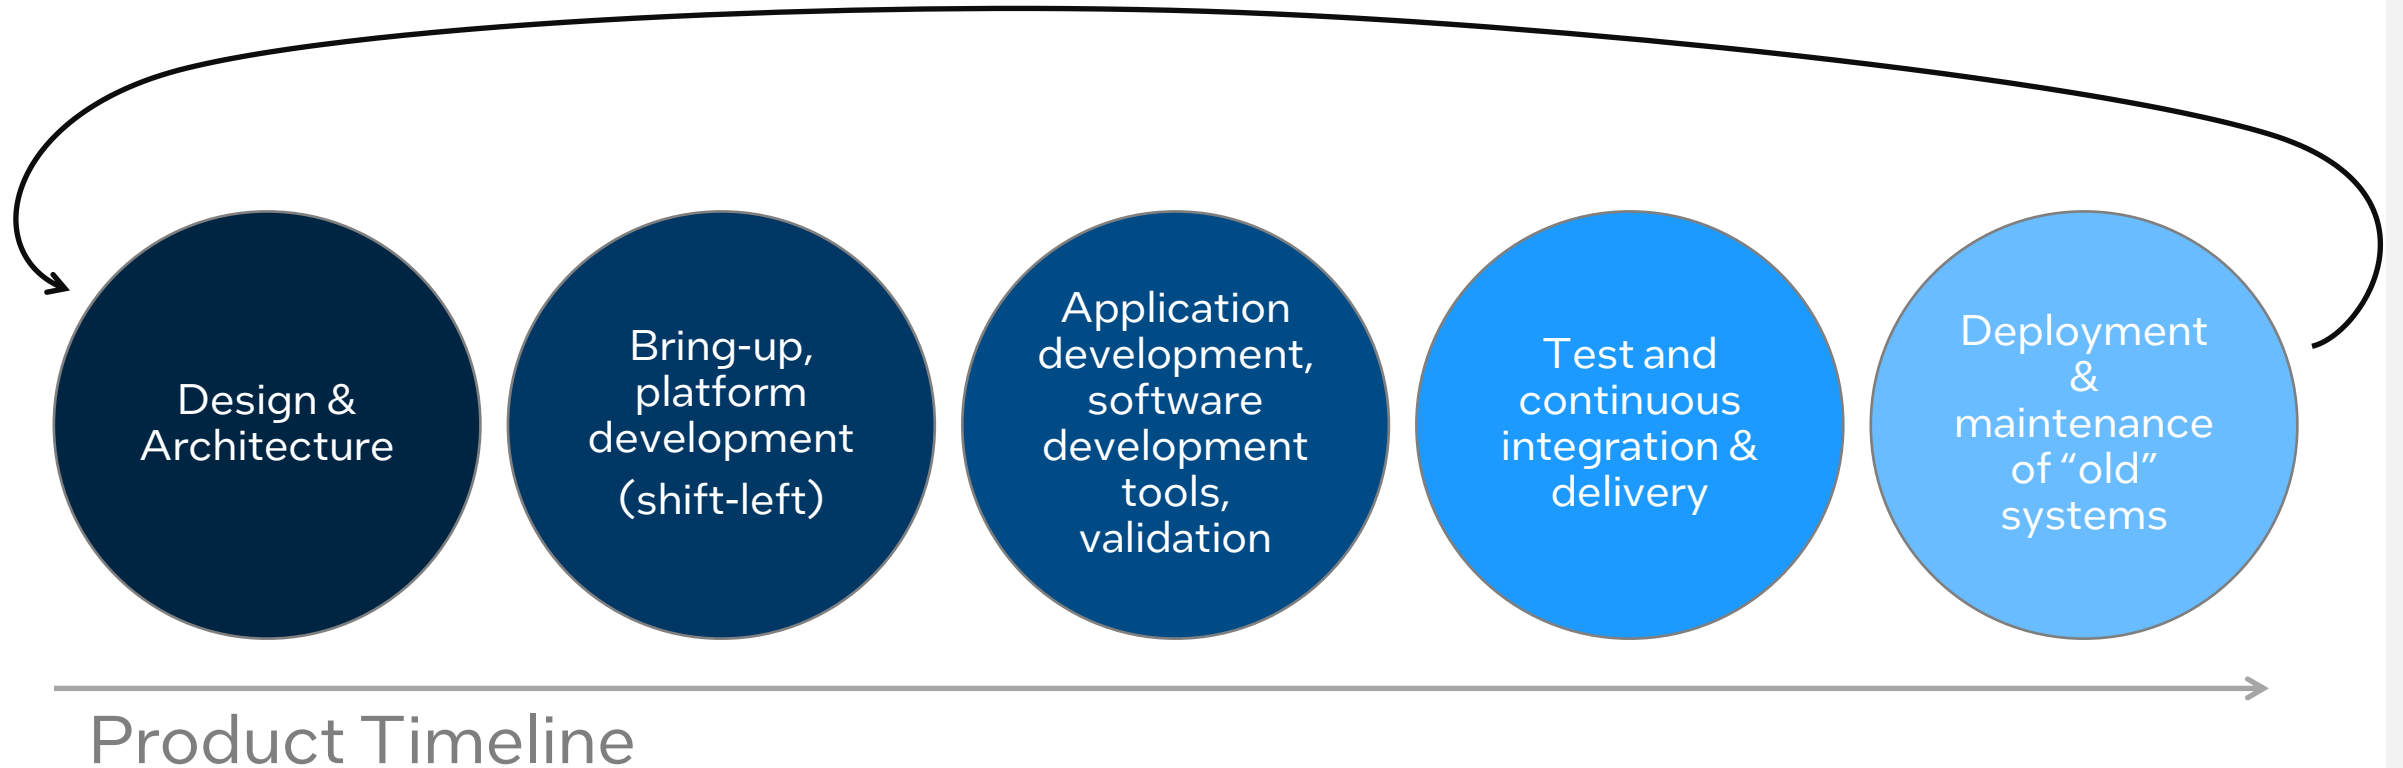 Design &
Architecture
Bring-up,
platform
development
(shift-left)
Application
development,
software
development
tools,
validation
Test and
continuous
integration &
delivery
Deployment
&
maintenance
of “old”
systems
Product Timeline